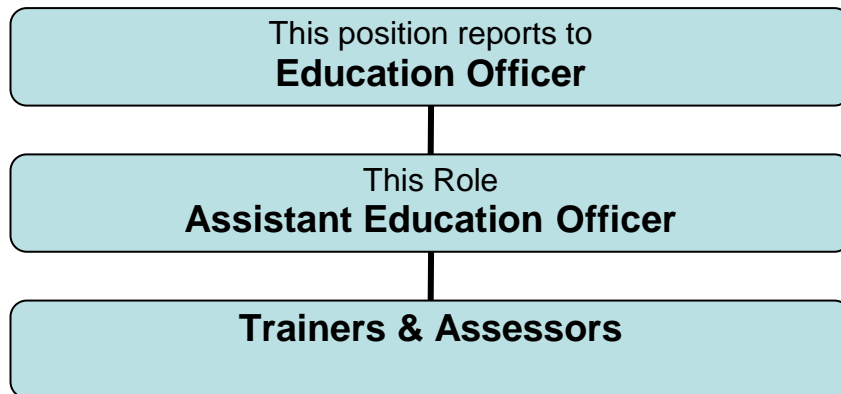 This position reports to
Education Officer
This Role
Assistant Education Officer
Trainers & Assessors